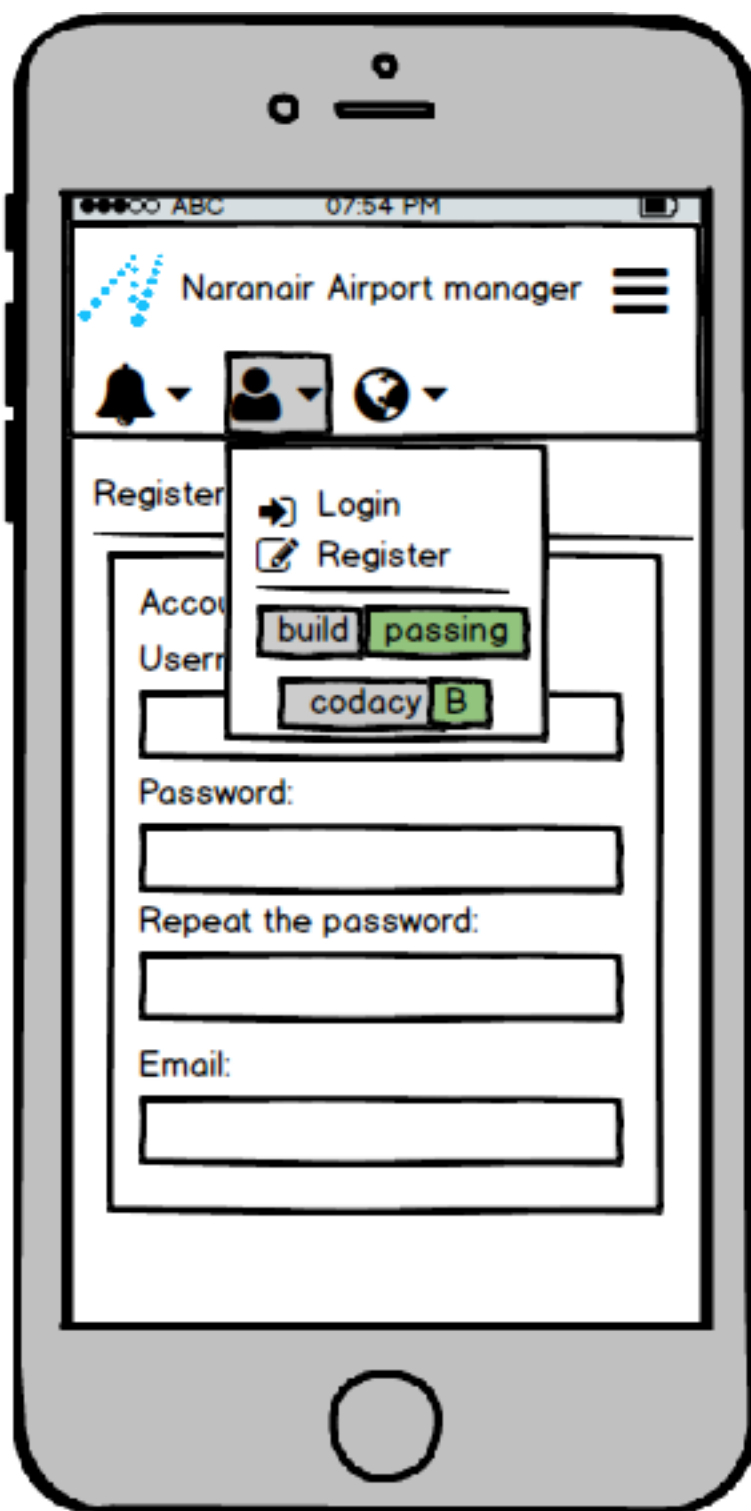 ABC 07:54 PM
Naranair Airport manager
Register
Login
Register
build passing
codacy B
Password:
Repeat the password:
Email: